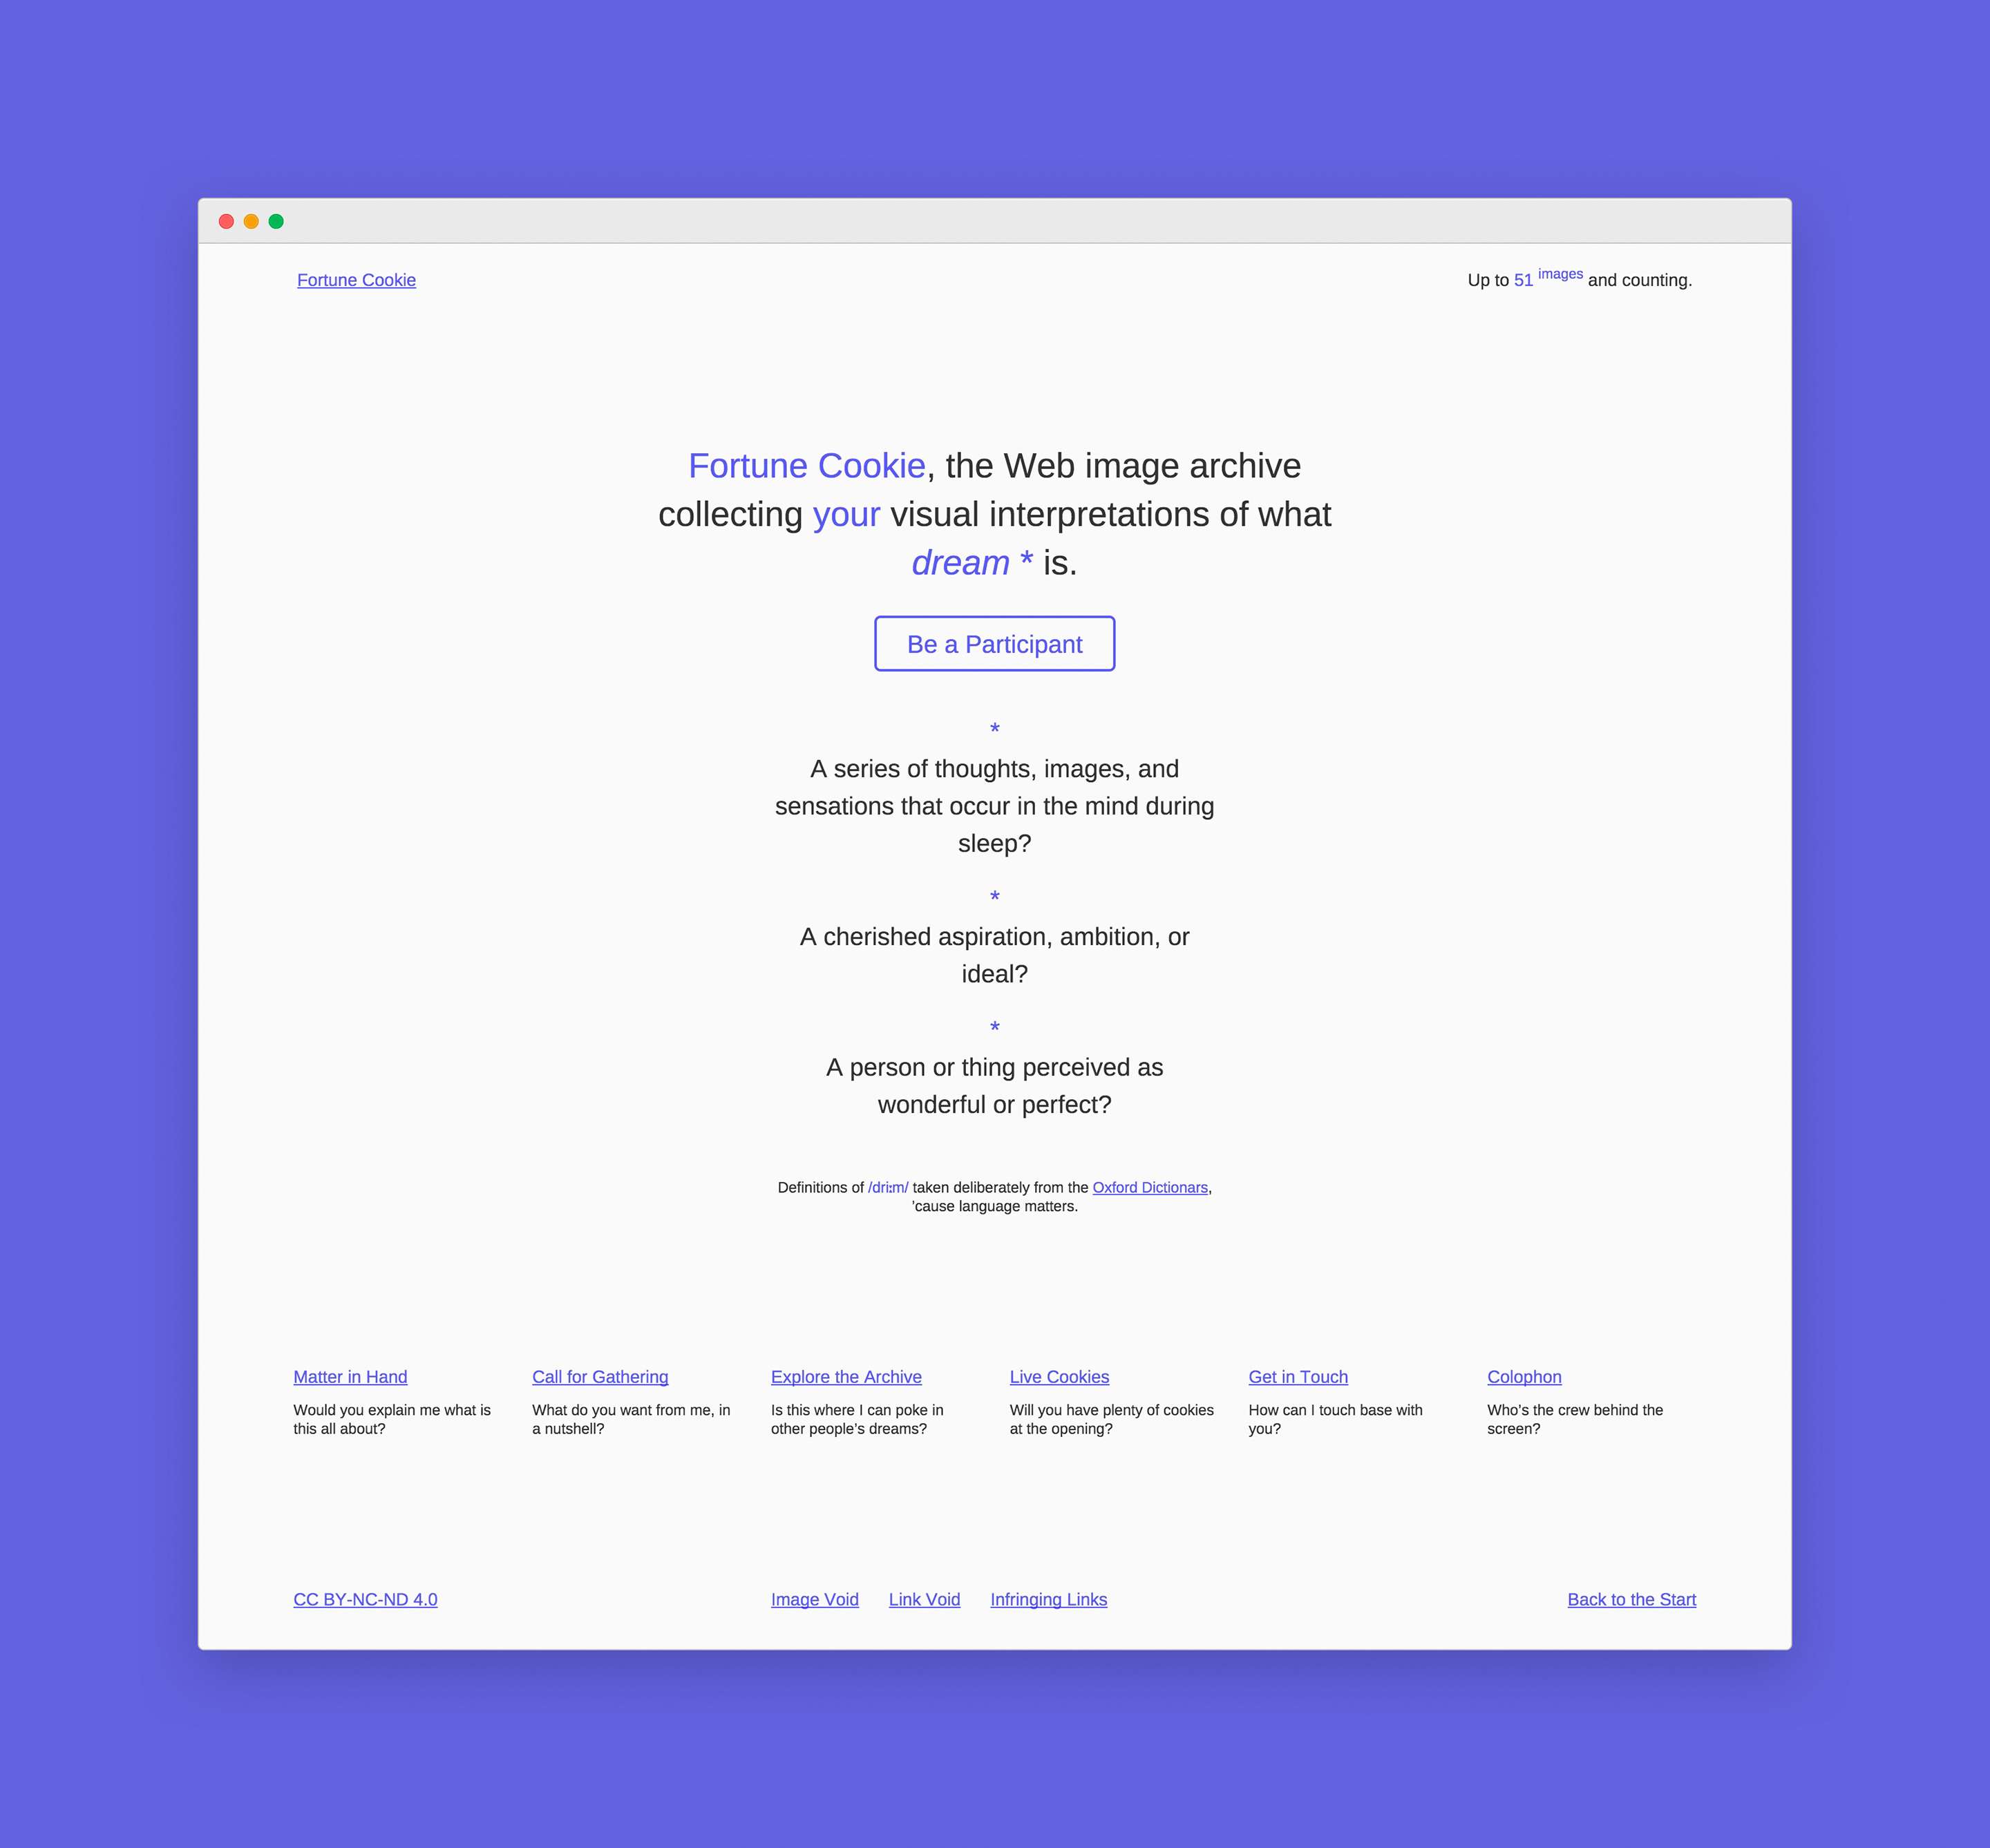 Fortune Cookie
Up to 51 images and counting.
Fortune Cookie, the Web image archive
collecting your visual interpretations of what
dream * is.
Be a Participant
*
A series of thoughts, images, and
sensations that occur in the mind during
sleep?
*
A cherished aspiration, ambition, or
ideal?
*
A person or thing perceived as
wonderful or perfect?
Definitions of /driːm/ taken deliberately from the Oxford Dictionars,
’cause language matters.
Matter in Hand
Would you explain me what is
this all about?
Call for Gathering
What do you want from me, in
a nutshell?
Explore the Archive
Is this where I can poke in
other people’s dreams?
Live Cookies
Will you have plenty of cookies
at the opening?
Get in Touch
How can I touch base with
you?
Colophon
Who’s the crew behind the
screen?
CC BY-NC-ND 4.0
Image Void
Link Void
Infringing Links
Back to the Start